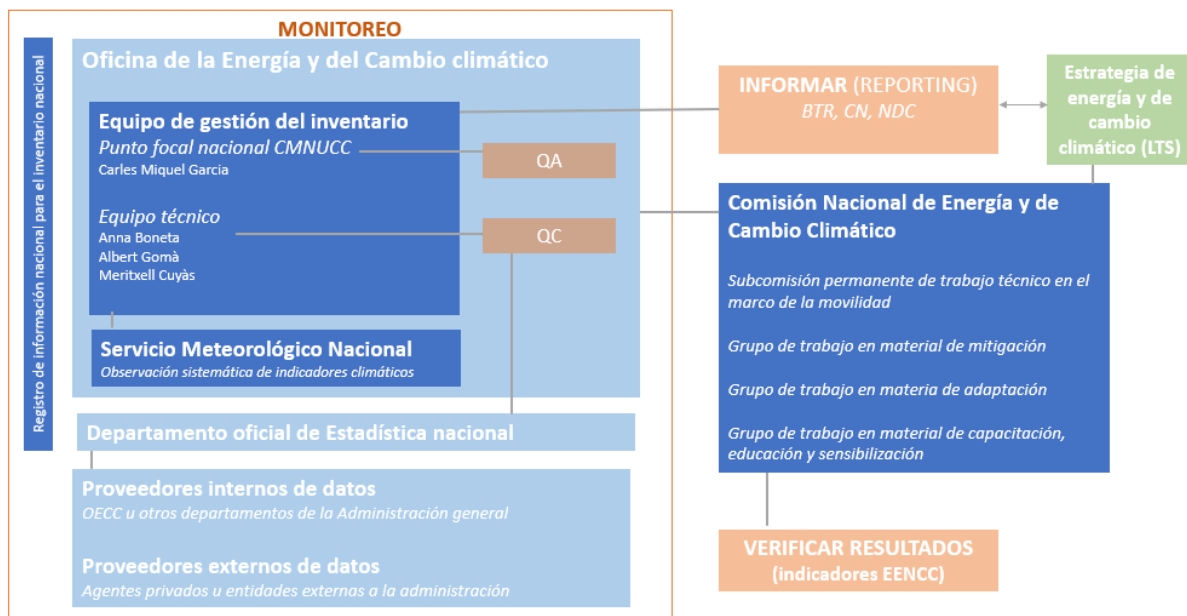 MONITOREO
Registro de información nacional para el inventario nacional
Oficina de la Energía y del Cambio climático
Equipo de gestión del inventario
Punto focal nacional CMNUCC
Carles Miquel Garcia
Equipo técnico
Anna Boneta
Albert Gomà
Meritxell Cuyàs
QA
QC
Servicio Meteorológico Nacional
Observación sistemática de indicadores climáticos
Departamento oficial de Estadística nacional
Proveedores internos de datos
OECC u otros departamentos de la Administración general
Proveedores externos de datos
Agentes privados u entidades externas a la administración
INFORMAR (REPORTING)
BTR, CN, NDC
Estrategia de
energía y de
cambio
climático (LTS)
Comisión Nacional de Energía y de
Cambio Climático
Subcomisión permanente de trabajo técnico en el
marco de la movilidad
Grupo de trabajo en material de mitigación
Grupo de trabajo en materia de adaptación
Grupo de trabajo en material de capacitación,
educación y sensibilización
VERIFICAR RESULTADOS
(indicadores EENCC)